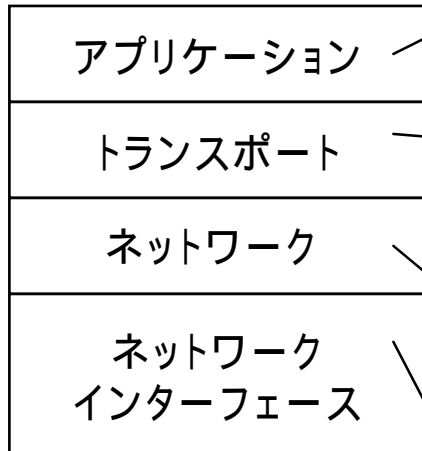 アプリケーション
トランスポート
ネットワーク
ネットワーク
インターフェース